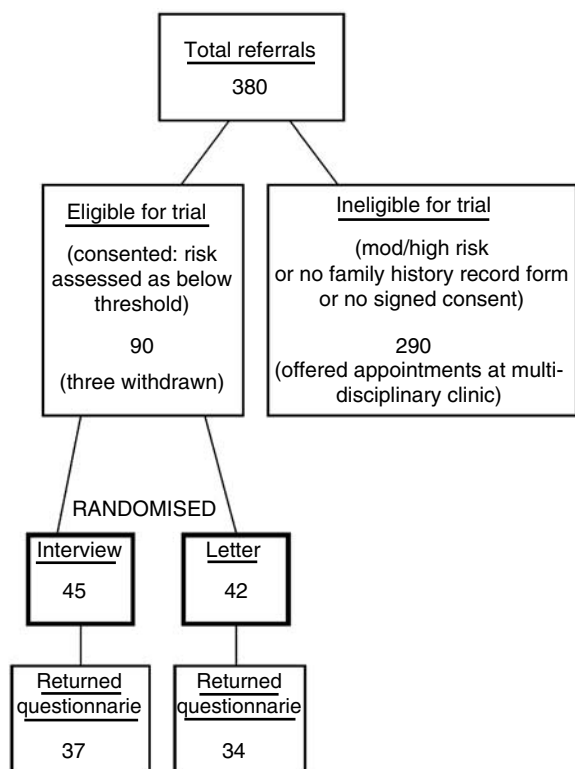 Total referrals
380
Eligible for trial
(consented: risk
assessed as below
threshold)
90
(three withdrawn)
Ineligible for trial
(mod/high risk
or no family history record form
or no signed consent)
290
(offered appointments at multi-
disciplinary clinic)
RANDOMISED
Interview
45
Letter
42
Returned
questionnarie
37
Returned
questionnarie
34